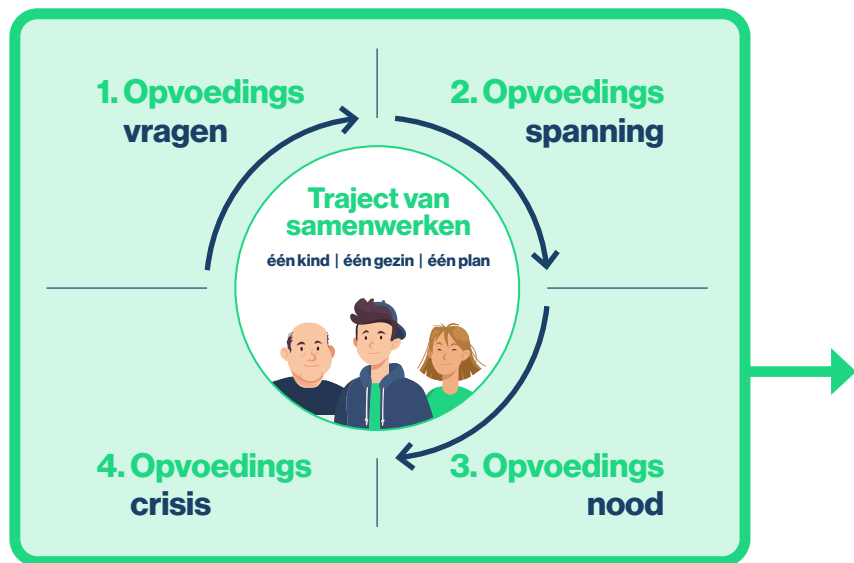 1. Opvoedings
vragen
2. Opvoedings
spanning
Traject van
samenwerken
één kind | één gezin | één plan
4. Opvoedings
crisis
3. Opvoedings
nood